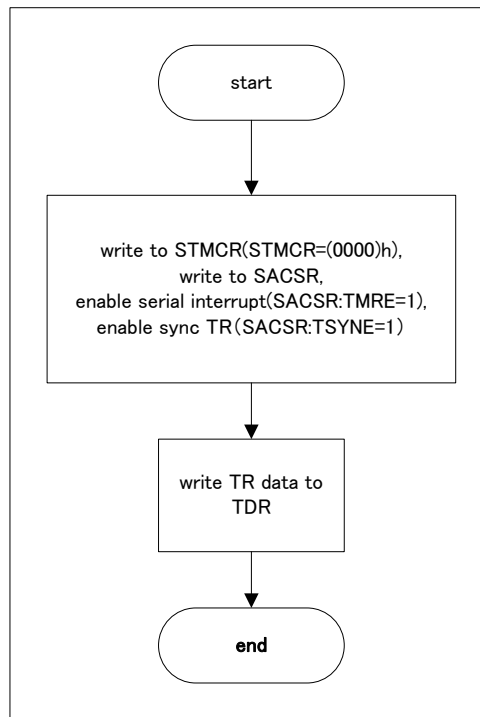 start
write to STMCR(STMCR=(0000)h),
write to SACSR,
enable serial interrupt(SACSR:TMRE=1),
enable sync TR(SACSR:TSYNE=1)
write TR data to
TDR
end